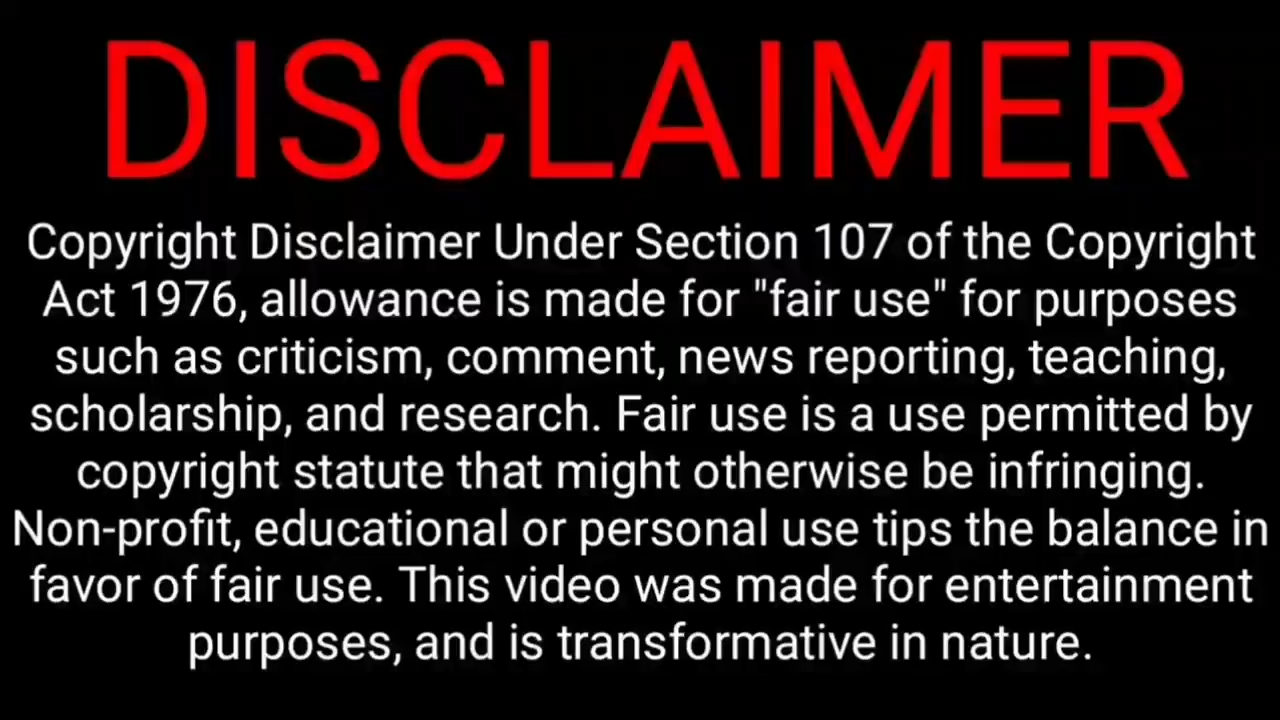 DISCLAIMER
Copyright Disclaimer Under Section 107 of the Copyright
Act 1976, allowance is made for "fair use" for purposes
such as criticism, comment, news reporting, teaching,
scholarship, and research. Fair use is a use permitted by
copyright statute that might otherwise be infringing.
Non-profit, educational or personal use tips the balance in
favor of fair use. This video was made for entertainment
purposes, and is transformative in nature.